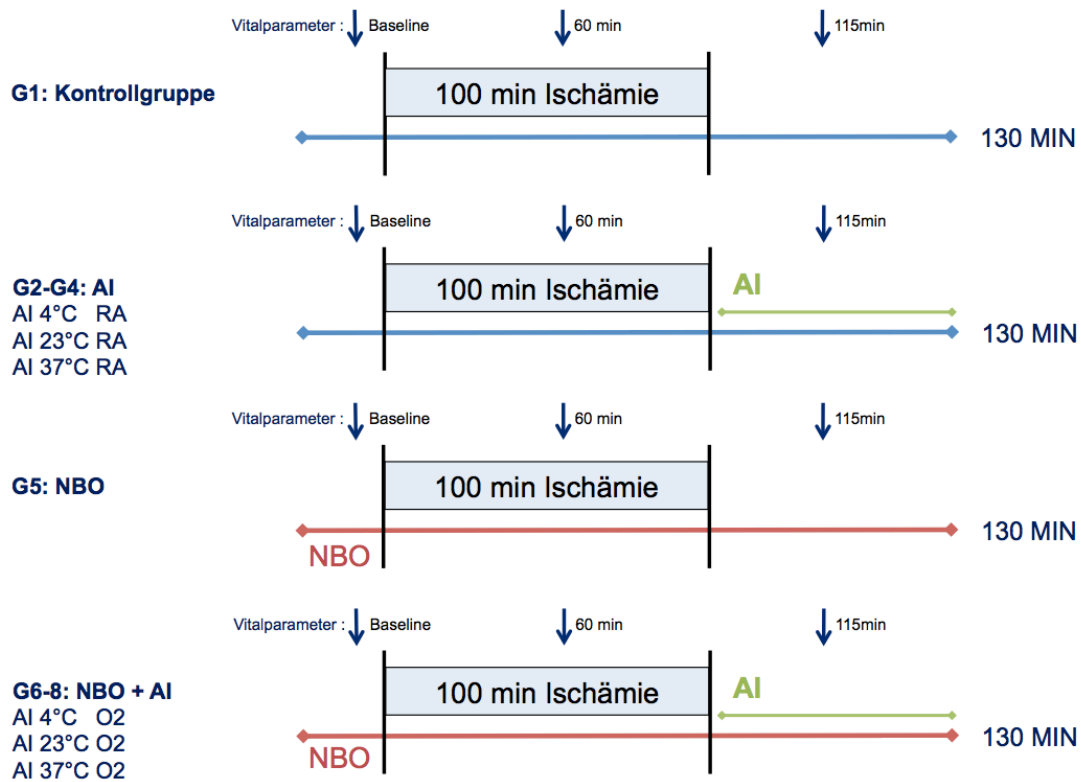 Vitalparameter : Baseline 60 min 115min
G1: Kontrollgruppe
100 min Ischämie
130 MIN
Vitalparameter : Baseline 60 min 115min
G2-G4: AI
AI 4°C RA
AI 23°C RA
AI 37°C RA
100 min Ischämie
AI
130 MIN
Vitalparameter : Baseline 60 min 115min
G5: NBO
100 min Ischämie
NBO
130 MIN
Vitalparameter : Baseline 60 min 115min
G6-8: NBO + AI
AI 4°C O2
AI 23°C O2
AI 37°C O2
100 min Ischämie
AI
NBO
130 MIN